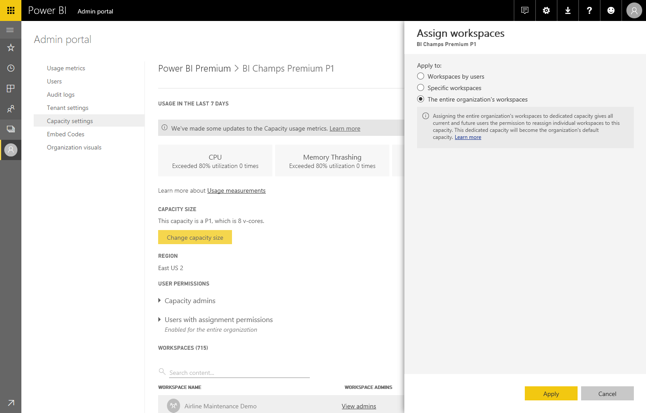 Power BI Admin portal
Admin portal
Usage metrics
Users
Audit logs
Tenant settings
Capacity settings
Embed Codes
Organization visuals
Power BI Premium > BI Champs Premium P1
USAGE IN THE LAST 7 DAYS
We've made some updates to the Capacity usage metrics. Learn more
CPU
Exceeded 80% utilization 0 times
Memory Thrashing
Exceeded 80% utilization 0 times
Learn more about Usage measurements
CAPACITY SIZE
This capacity is a P1, which is 8 v-cores.
Change capacity size
REGION
East US 2
USER PERMISSIONS
Capacity admins
Users with assignment permissions
Enabled for the entire organization
WORKSPACES (715)
Search content...
WORKSPACE NAME WORKSPACE ADMINS
Airline Maintenance Demo View admins
Assign workspaces
BI Champs Premium P1
Apply to:
Workspaces by users
Specific workspaces
The entire organization's workspaces
Assigning the entire organization's workspaces to dedicated capacity gives all
current and future users the permission to reassign individual workspaces to this
capacity. This dedicated capacity will become the organization's default
capacity. Learn more
Apply Cancel